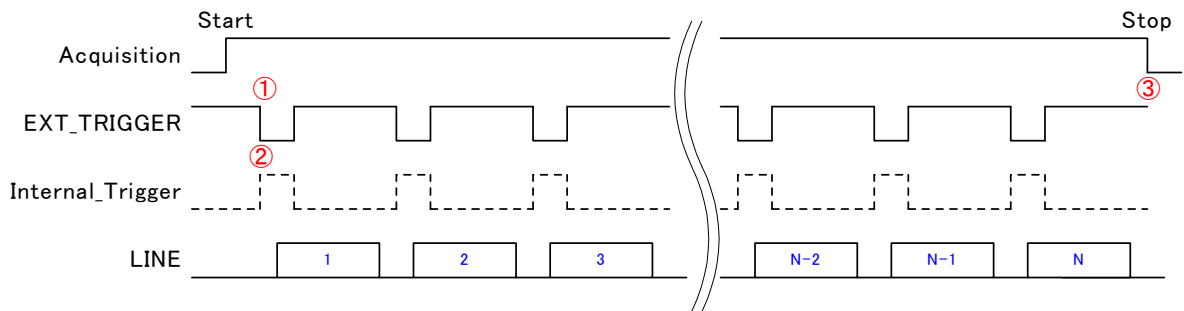 Start Stop
Acquisition
① ③
EXT_TRIGGER
②
Internal_Trigger
LINE 1 2 3 N-2 N-1 N